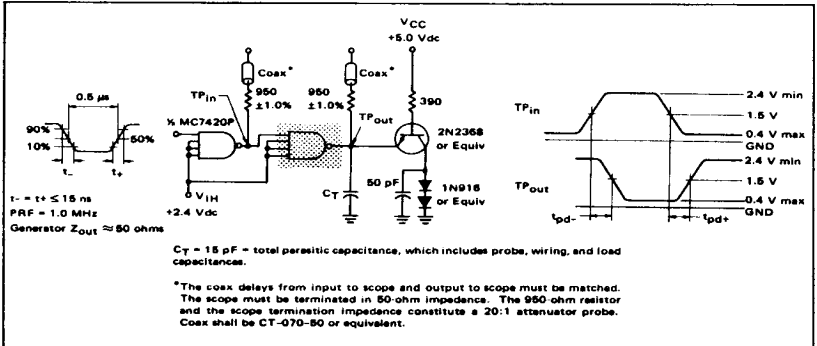 VCC
+5.0 Vdc
Coax*
Coax*
0.5 µs
TPin
950
±1.0%
950
±1.0%
390
½ MC7420P
TPout
2N2368
or Equiv
90%
10%
50%
t-
t+
VIH
+2.4 Vdc
CT
50 pF
1N916
or Equiv
t- = t+ ≤ 15 ns
PRF = 1.0 MHz
Generator Zout ≈ 50 ohms
TPin
2.4 V min
1.5 V
0.4 V max
GND
TPout
2.4 V min
1.5 V
0.4 V max
GND
tpd-
tpd+
CT = 15 pF = total parasitic capacitance, which includes probe, wiring, and load
capacitances.
*The coax delays from input to scope and output to scope must be matched.
The scope must be terminated in 50-ohm impedance. The 950-ohm resistor
and the scope termination impedance constitute a 20:1 attenuator probe.
Coax shall be CT-070-50 or equivalent.